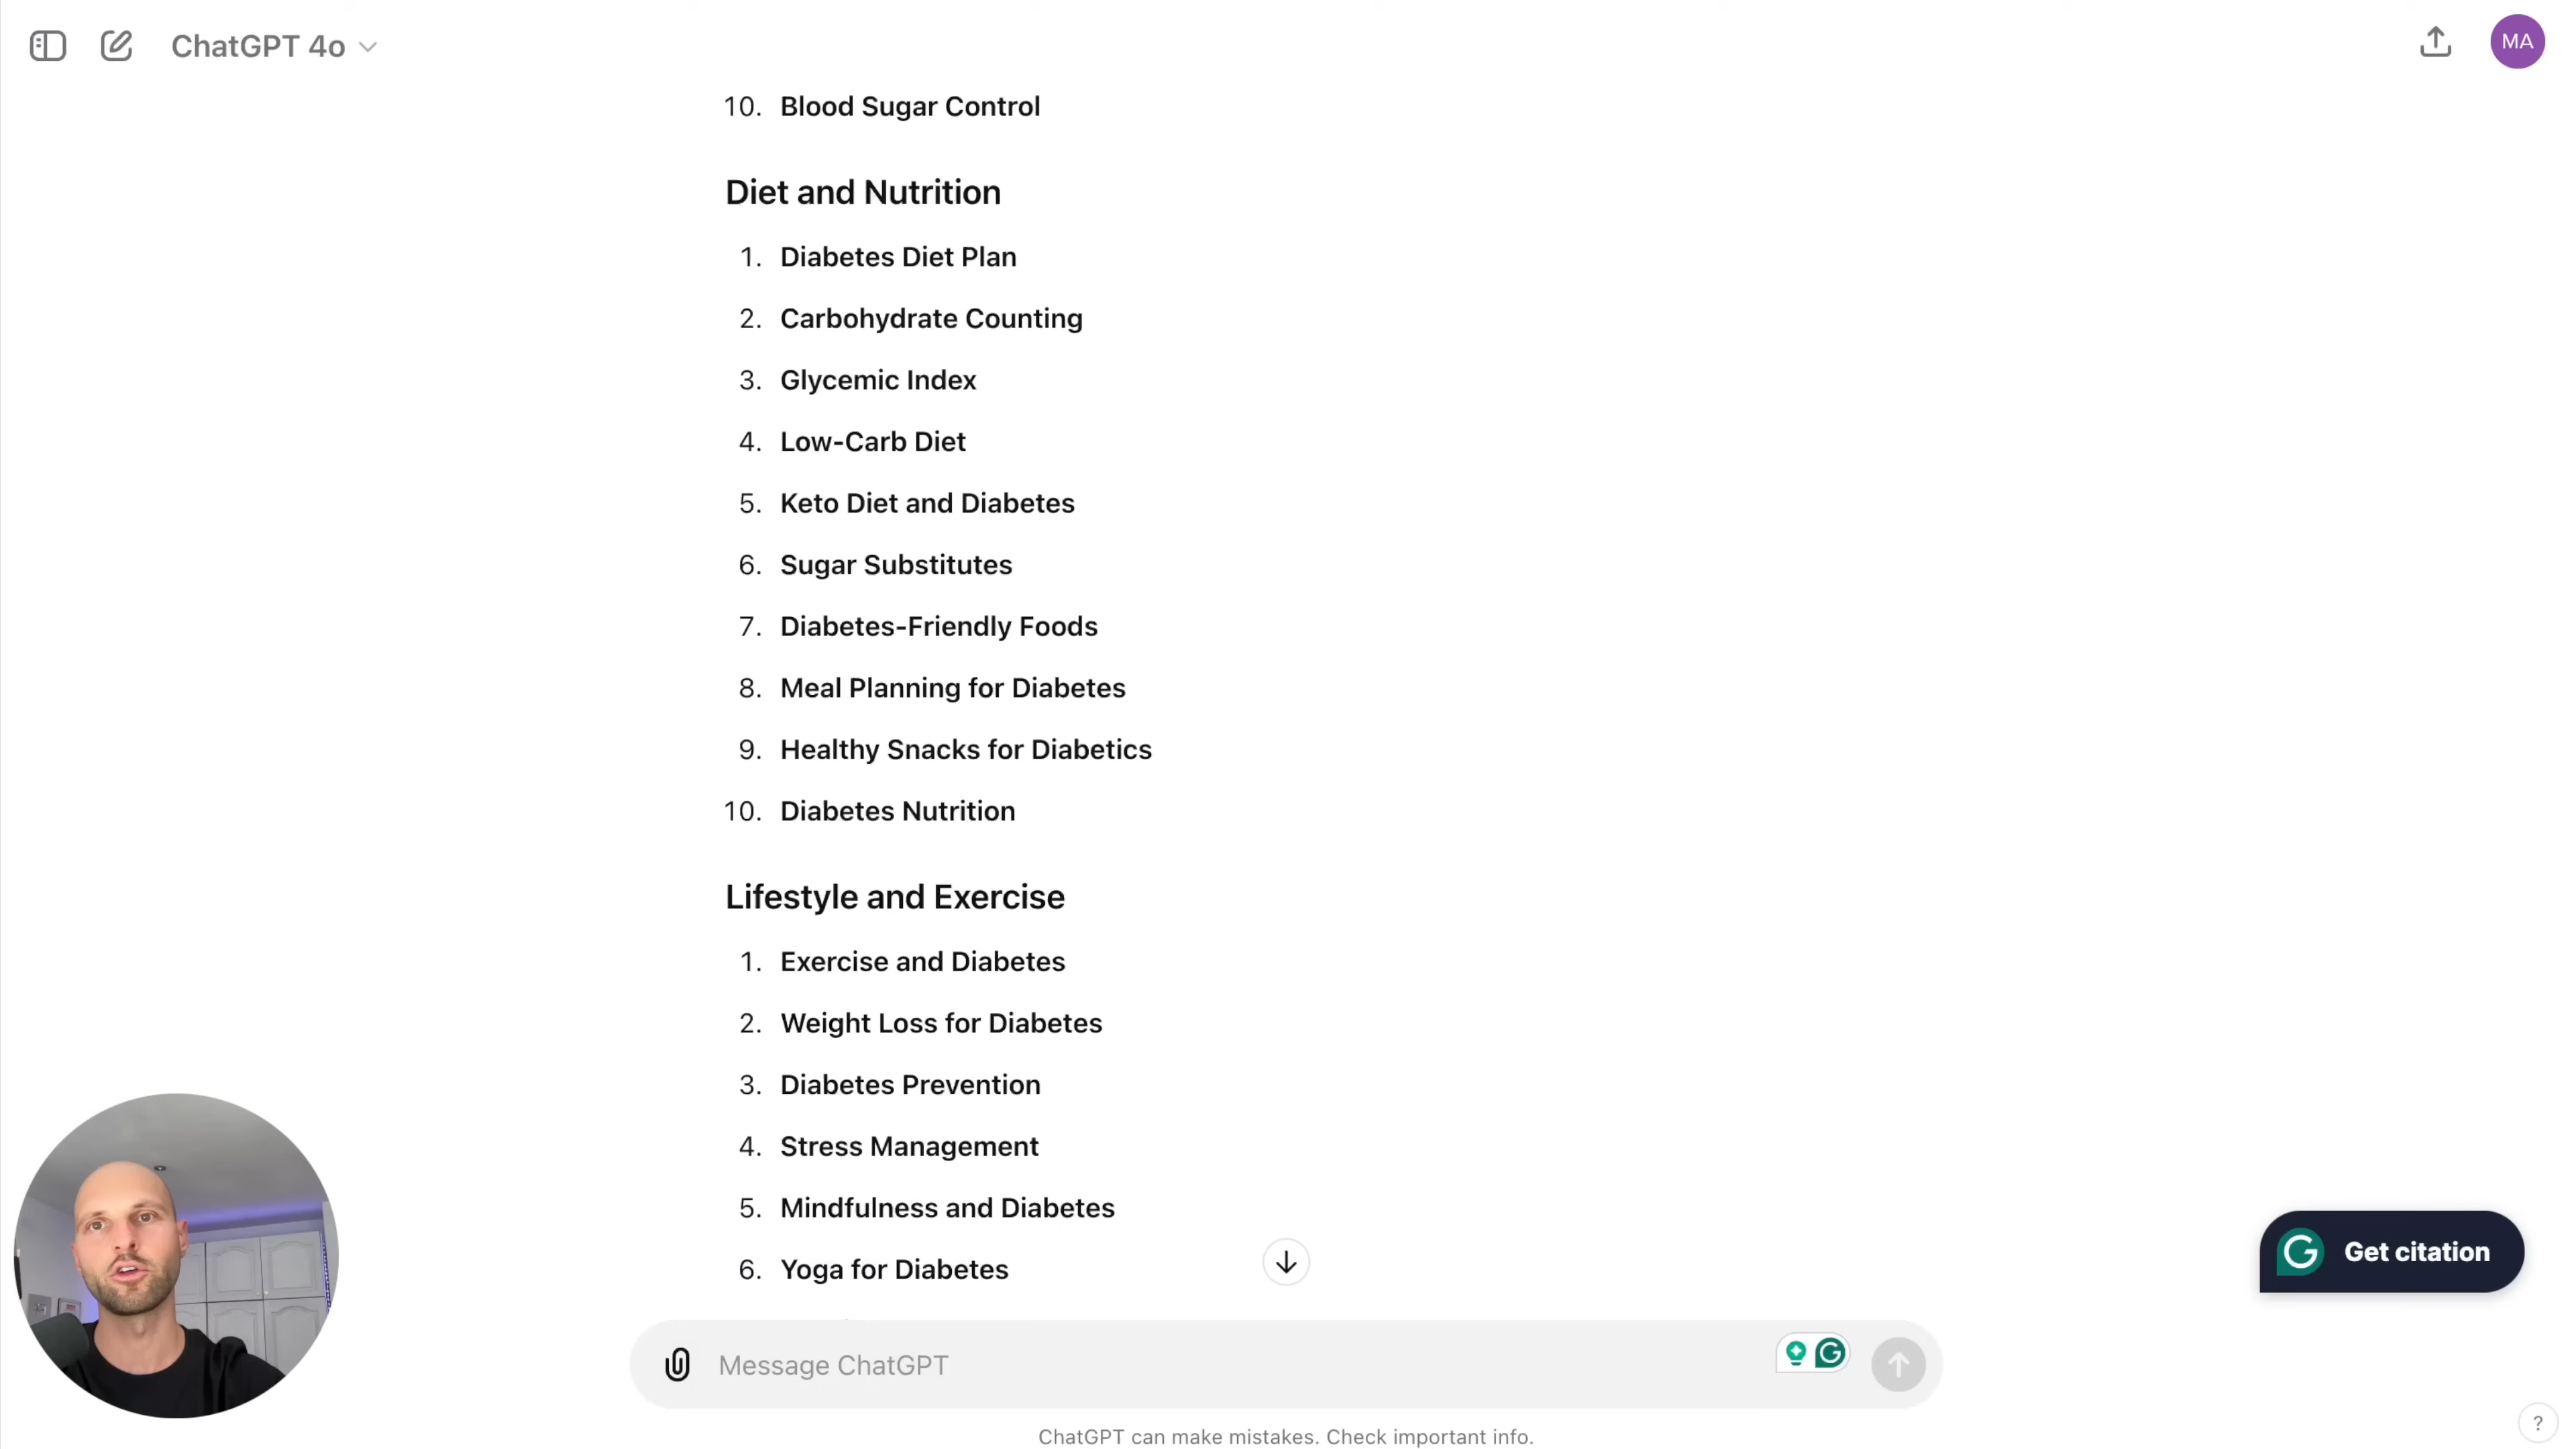 ChatGPT 4o
MA
10. Blood Sugar Control
Diet and Nutrition
1. Diabetes Diet Plan
2. Carbohydrate Counting
3. Glycemic Index
4. Low-Carb Diet
5. Keto Diet and Diabetes
6. Sugar Substitutes
7. Diabetes-Friendly Foods
8. Meal Planning for Diabetes
9. Healthy Snacks for Diabetics
10. Diabetes Nutrition
Lifestyle and Exercise
1. Exercise and Diabetes
2. Weight Loss for Diabetes
3. Diabetes Prevention
4. Stress Management
5. Mindfulness and Diabetes
6. Yoga for Diabetes
Get citation
Message ChatGPT
ChatGPT can make mistakes. Check important info.
?